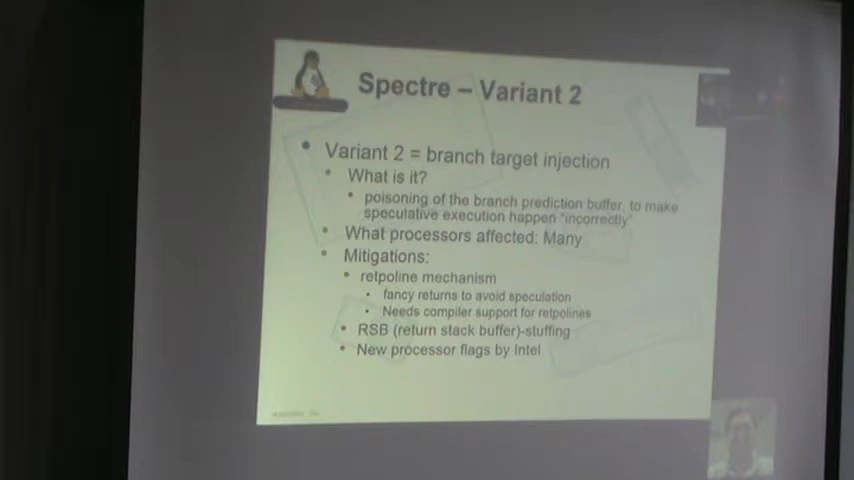 Spectre – Variant 2
• Variant 2 = branch target injection
• What is it?
• poisoning of the branch prediction buffer, to make
speculative execution happen "incorrectly"
• What processors affected: Many
• Mitigations:
• retpoline mechanism
• fancy returns to avoid speculation
• Needs compiler support for retpolines
• RSB (return stack buffer)-stuffing
• New processor flags by Intel